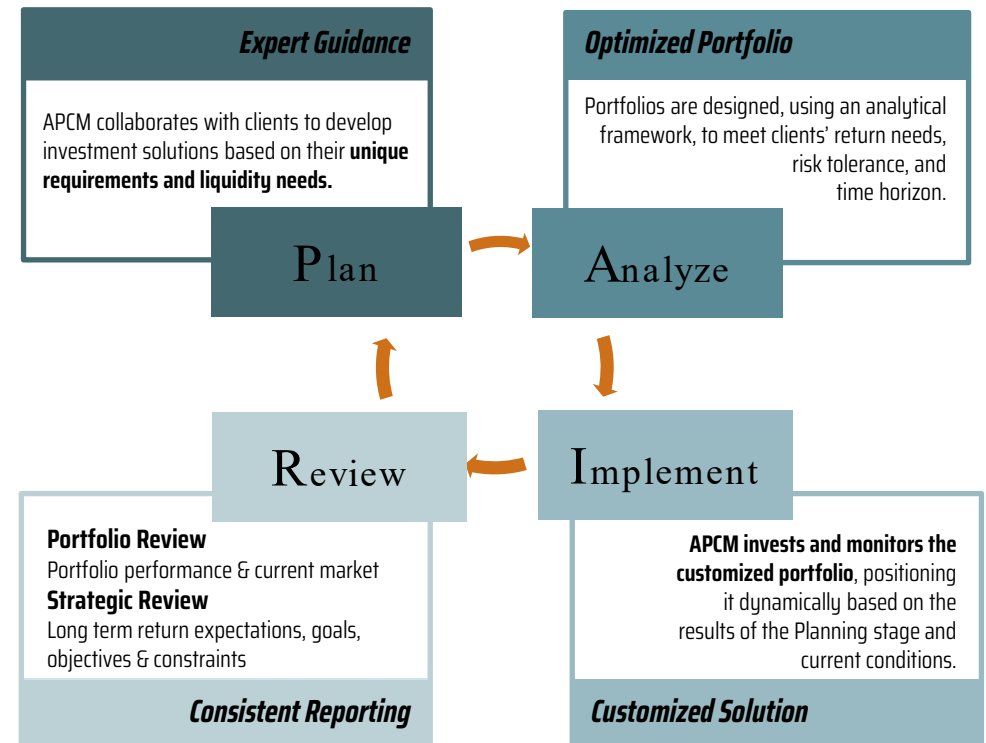 Expert Guidance
APCM collaborates with clients to develop
investment solutions based on their unique
requirements and liquidity needs.
Plan
Optimized Portfolio
Portfolios are designed, using an analytical
framework, to meet clients’ return needs,
risk tolerance, and
time horizon.
Analyze
Implement
APCM invests and monitors the
customized portfolio, positioning
it dynamically based on the
results of the Planning stage and
current conditions.
Customized Solution
Review
Portfolio Review
Portfolio performance & current market
Strategic Review
Long term return expectations, goals,
objectives & constraints
Consistent Reporting